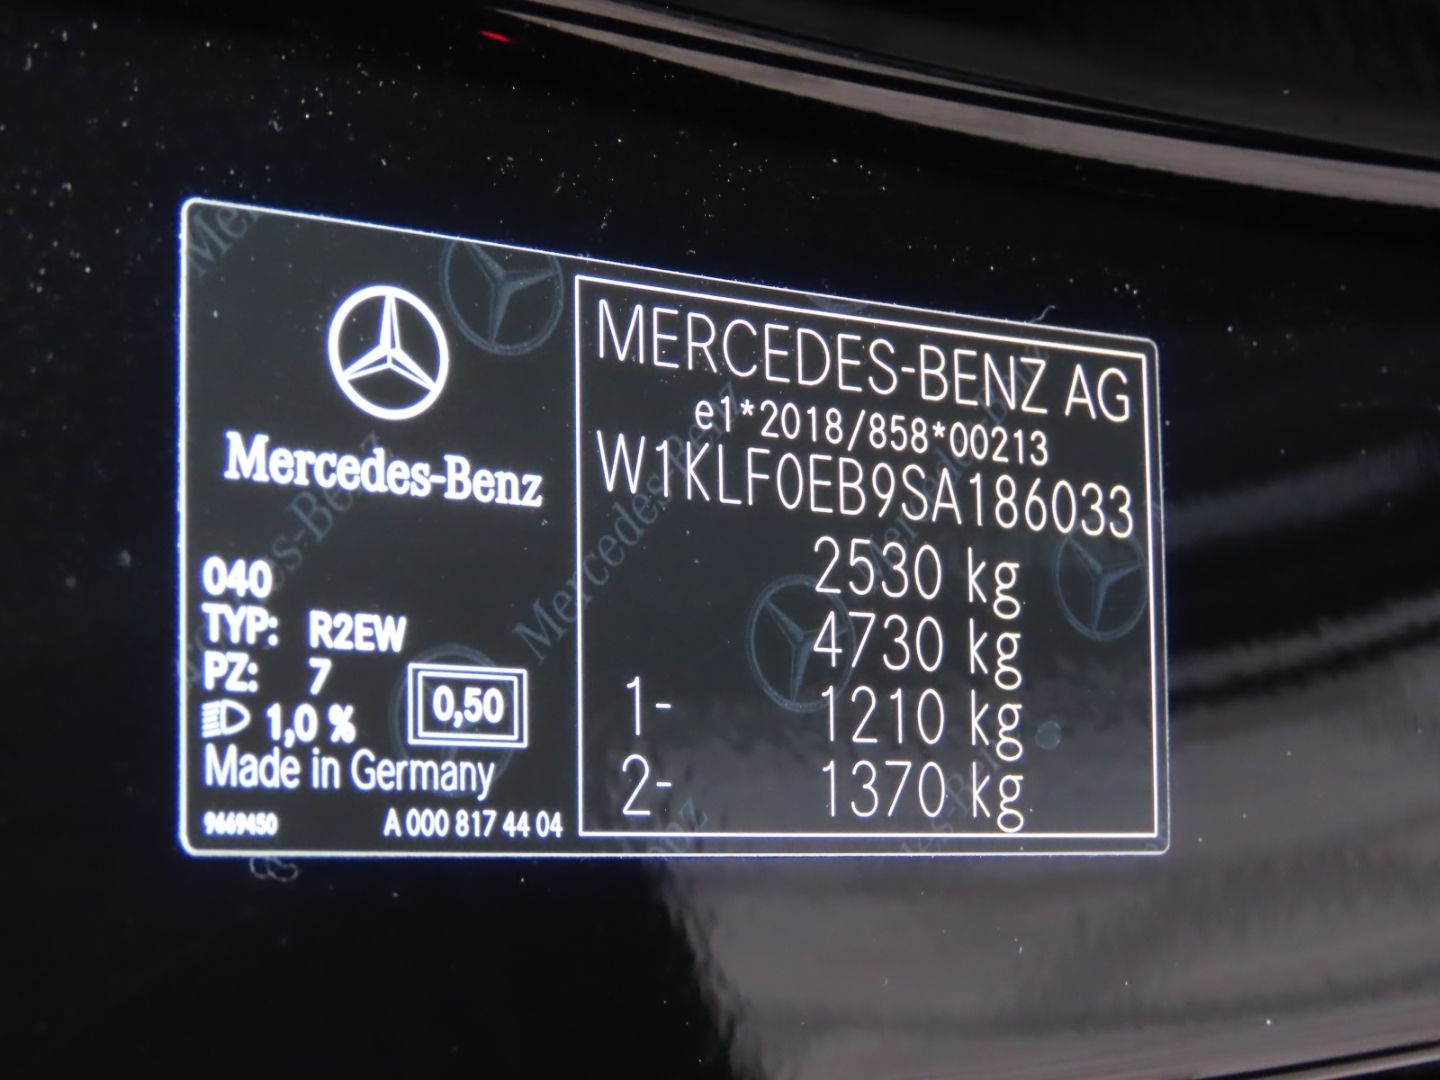 Mercedes-Benz
040
TYP: R2EW
PZ: 7
1,0 %
0,50
Made in Germany
9669450
A 000 817 44 04
MERCEDES-BENZ AG
e1*2018/858*00213
W1KLF0EB9SA186033
2530 kg
4730 kg
1- 1210 kg
2- 1370 kg